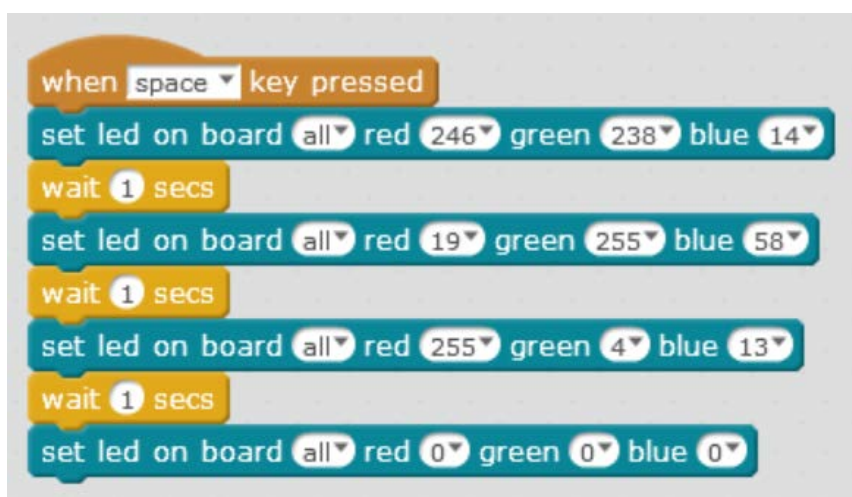 when space key pressed
set led on board all red 246 green 238 blue 14
wait 1 secs
set led on board all red 19 green 255 blue 58
wait 1 secs
set led on board all red 255 green 4 blue 13
wait 1 secs
set led on board all red 0 green 0 blue 0